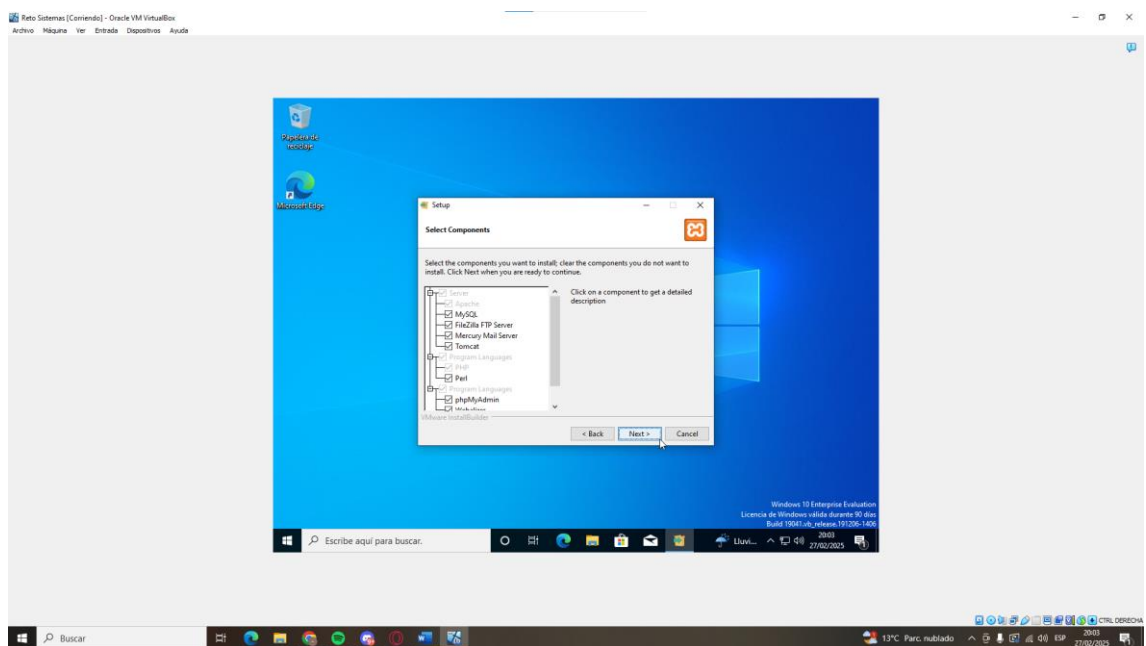 Reto Sistemas [Corriendo] - Oracle VM VirtualBox
Archivo Máquina Ver Entrada Dispositivos Ayuda
Papelera de
reciclaje
Microsoft Edge
Setup
Select Components
Select the components you want to install; clear the components you do not want to
install. Click Next when you are ready to continue.
Server
Apache
MySQL
FileZilla FTP Server
Mercury Mail Server
Tomcat
Program Languages
PHP
Perl
Program Languages
phpMyAdmin
Click on a component to get a detailed
description
VMware InstallBuilder
< Back Next > Cancel
Windows 10 Enterprise Evaluation
Licencia de Windows válida durante 90 días
Build 19041.vb_release.191206-1406
Escribe aquí para buscar.
Lluvi...
20:03
27/02/2025
CTRL DERECHA
Buscar
13°C Parc. nublado
ESP
20:03
27/02/2025